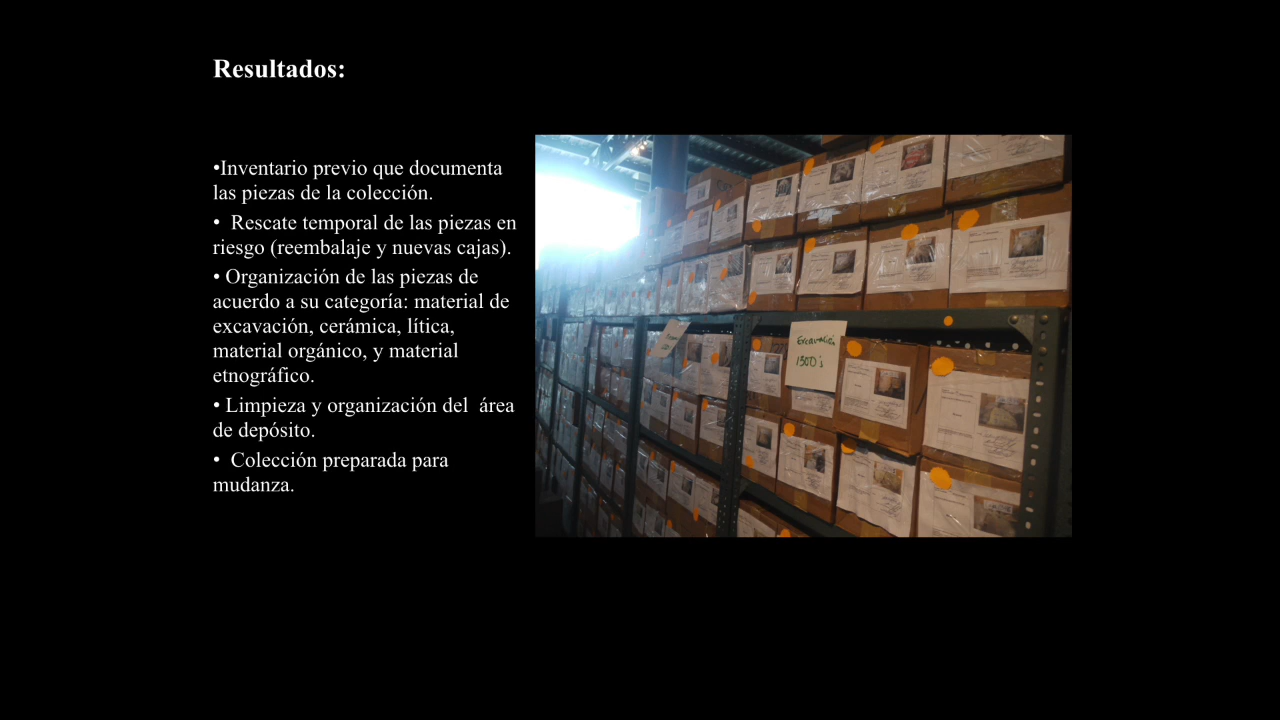 Resultados:
•Inventario previo que documenta
las piezas de la colección.
•  Rescate temporal de las piezas en
riesgo (reembalaje y nuevas cajas).
• Organización de las piezas de
acuerdo a su categoría: material de
excavación, cerámica, lítica,
material orgánico, y material
etnográfico.
• Limpieza y organización del  área
de depósito.
•  Colección preparada para
mudanza.
Excavación
1500's